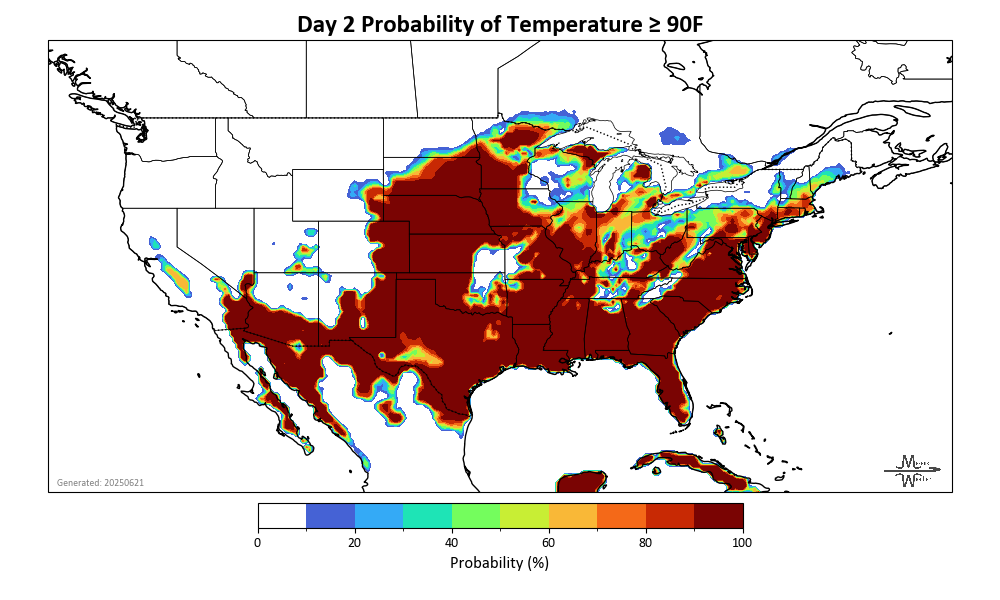 Day 2 Probability of Temperature ≥ 90F
Generated: 20250621
0 20 40 60 80 100
Probability (%)